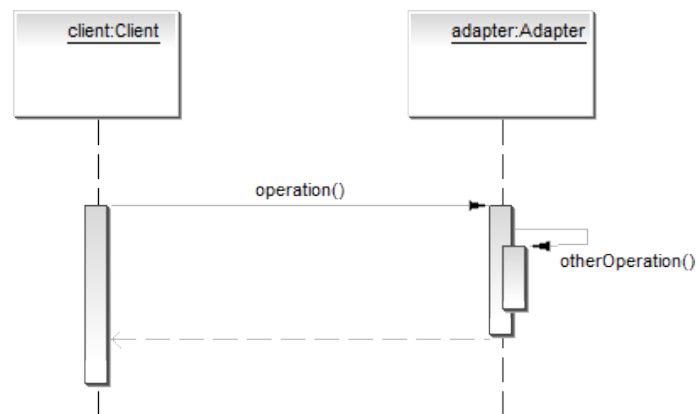 client:Client
adapter:Adapter
operation()
otherOperation()